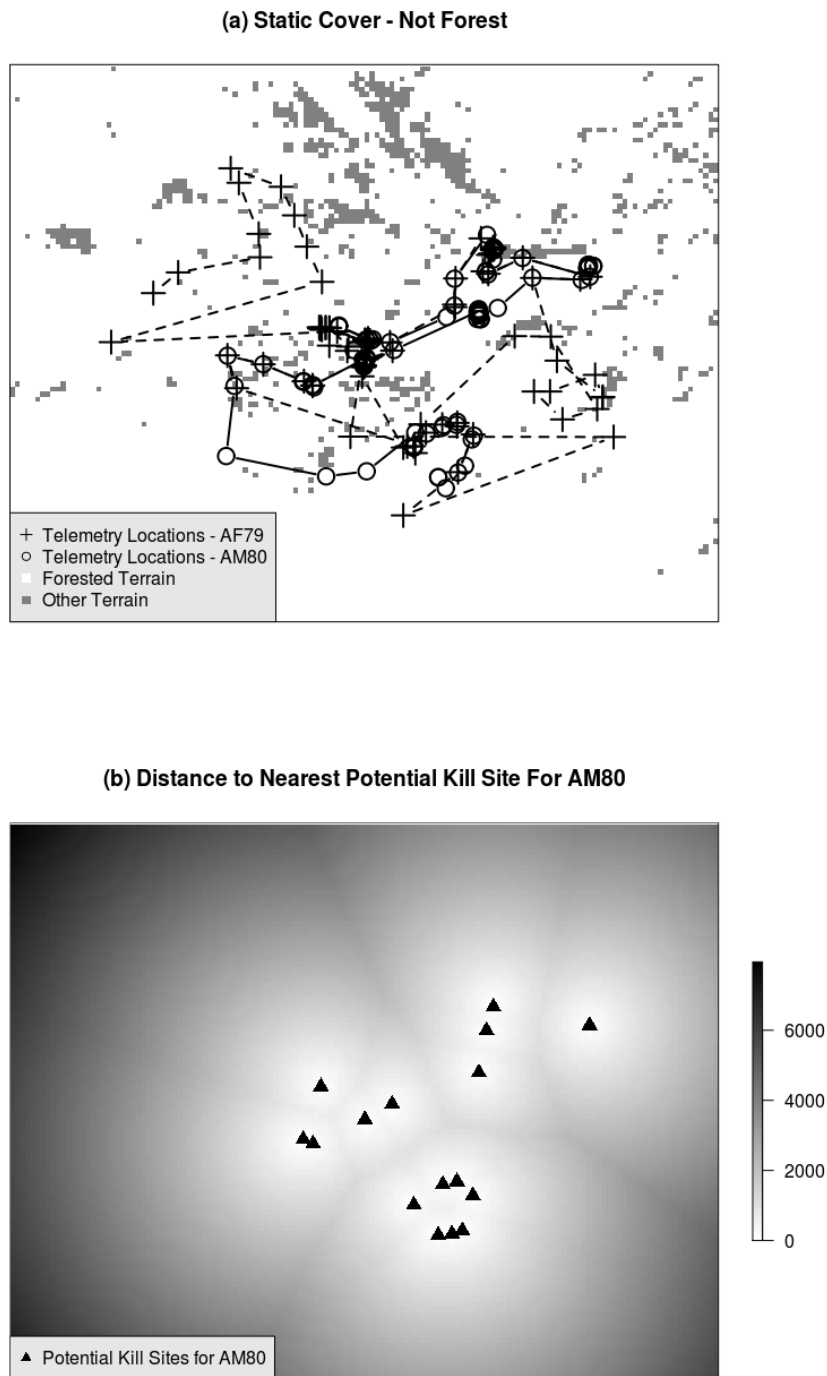 (a) Static Cover - Not Forest
Telemetry Locations - AF79
Telemetry Locations - AM80
Forested Terrain
Other Terrain
(b) Distance to Nearest Potential Kill Site For AM80
6000
4000
2000
0
Potential Kill Sites for AM80